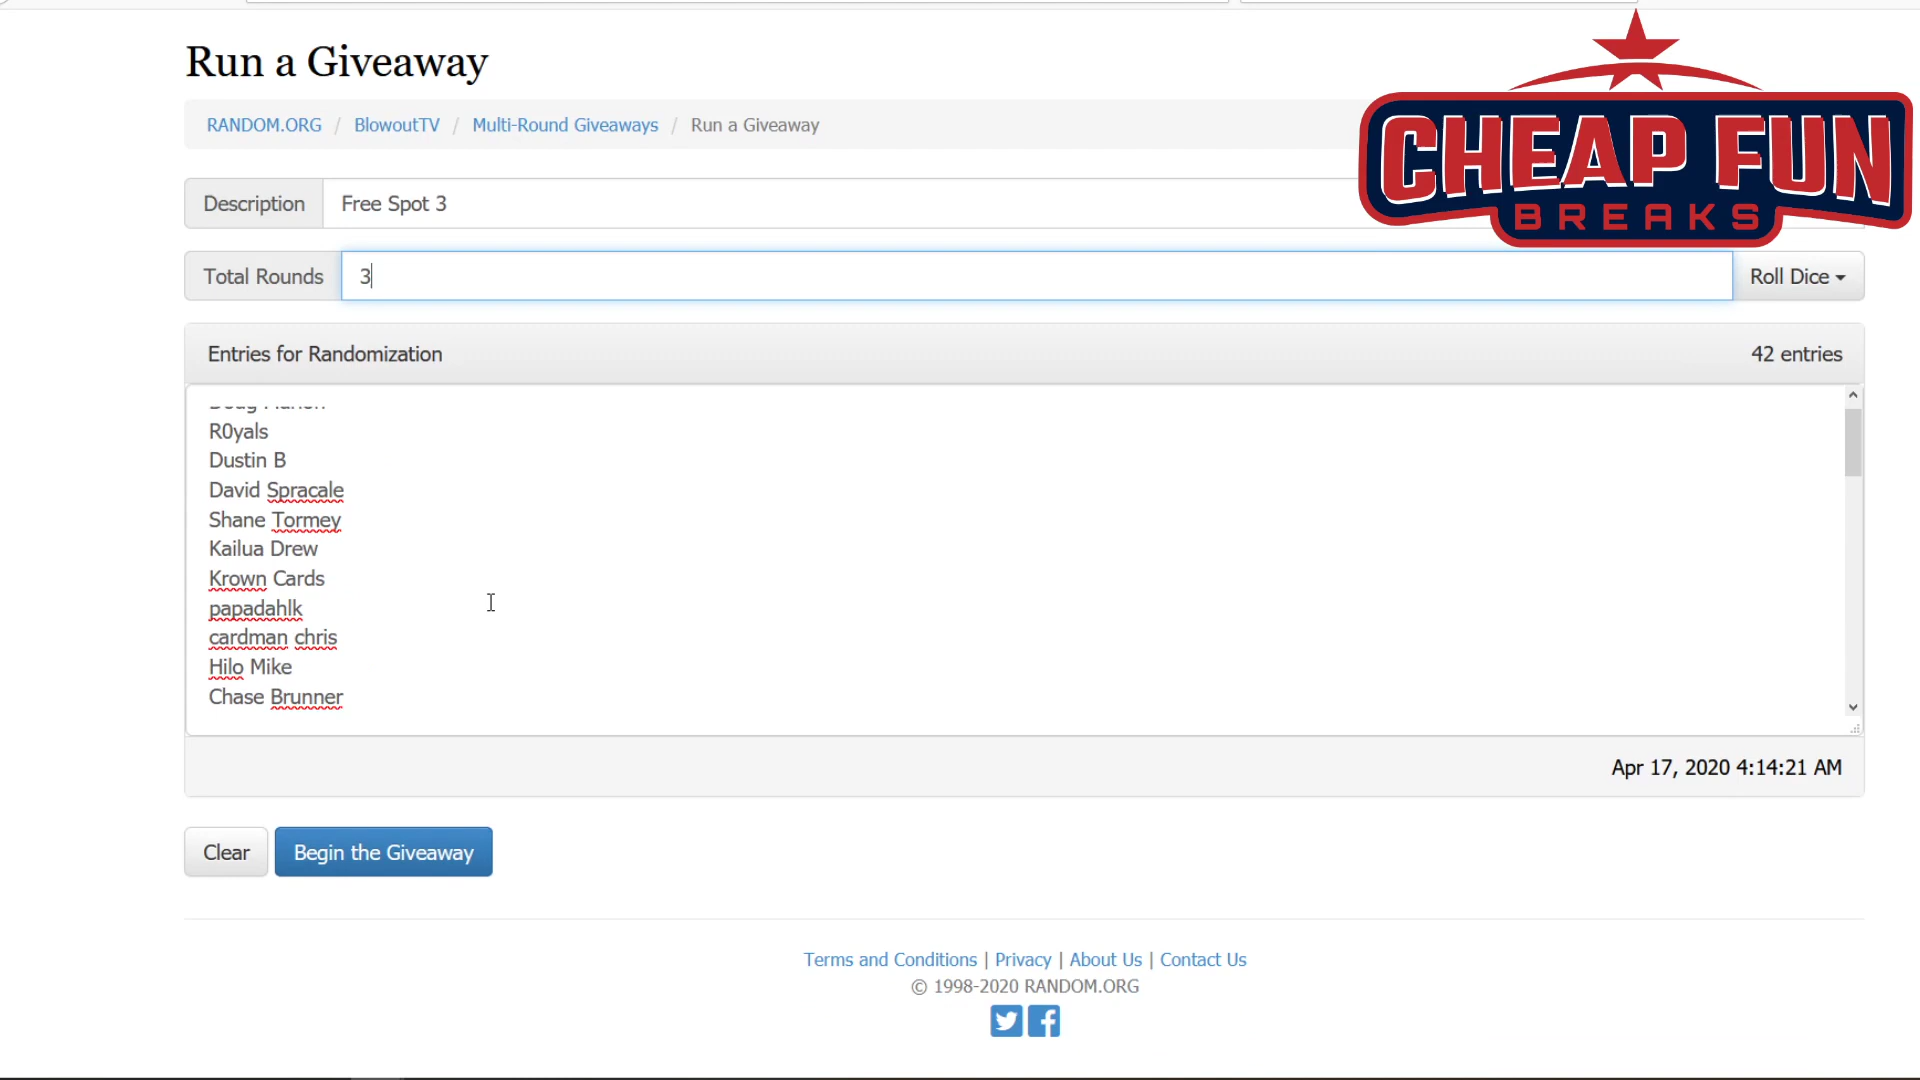 Run a Giveaway
RANDOM.ORG / BlowoutTV / Multi-Round Giveaways / Run a Giveaway
CHEAP FUN
BREAKS
Description Free Spot 3
Total Rounds 3 Roll Dice
Entries for Randomization 42 entries
R0yals
Dustin B
David Spracale
Shane Tormey
Kailua Drew
Krown Cards
papadahlk
cardman chris
Hilo Mike
Chase Brunner
Apr 17, 2020 4:14:21 AM
Clear Begin the Giveaway
Terms and Conditions | Privacy | About Us | Contact Us
© 1998-2020 RANDOM.ORG